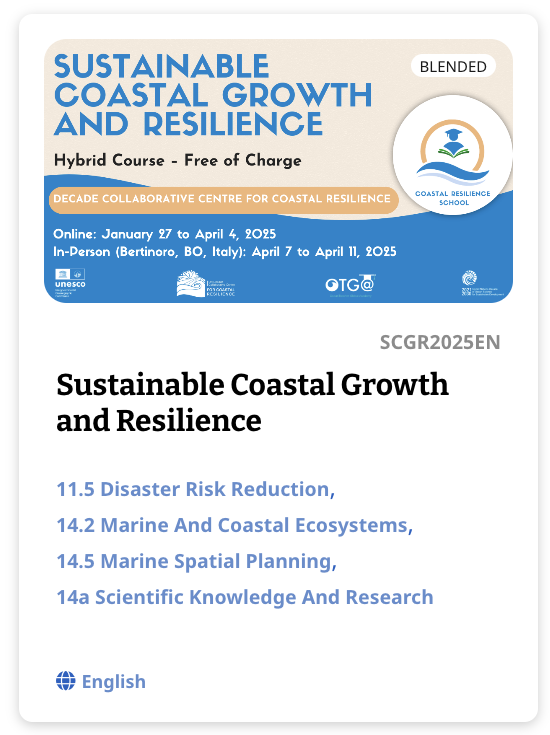 SUSTAINABLE
COASTAL GROWTH
AND RESILIENCE
BLENDED
Hybrid Course – Free of Charge
DECADE COLLABORATIVE CENTRE FOR COASTAL RESILIENCE
COASTAL RESILIENCE
SCHOOL
Online: January 27 to April 4, 2025
In-Person (Bertinoro, BO, Italy): April 7 to April 11, 2025
unesco
FOR COASTAL
RESILIENCE
OTG@
SCGR2025EN
Sustainable Coastal Growth
and Resilience
11.5 Disaster Risk Reduction,
14.2 Marine And Coastal Ecosystems,
14.5 Marine Spatial Planning,
14a Scientific Knowledge And Research
English